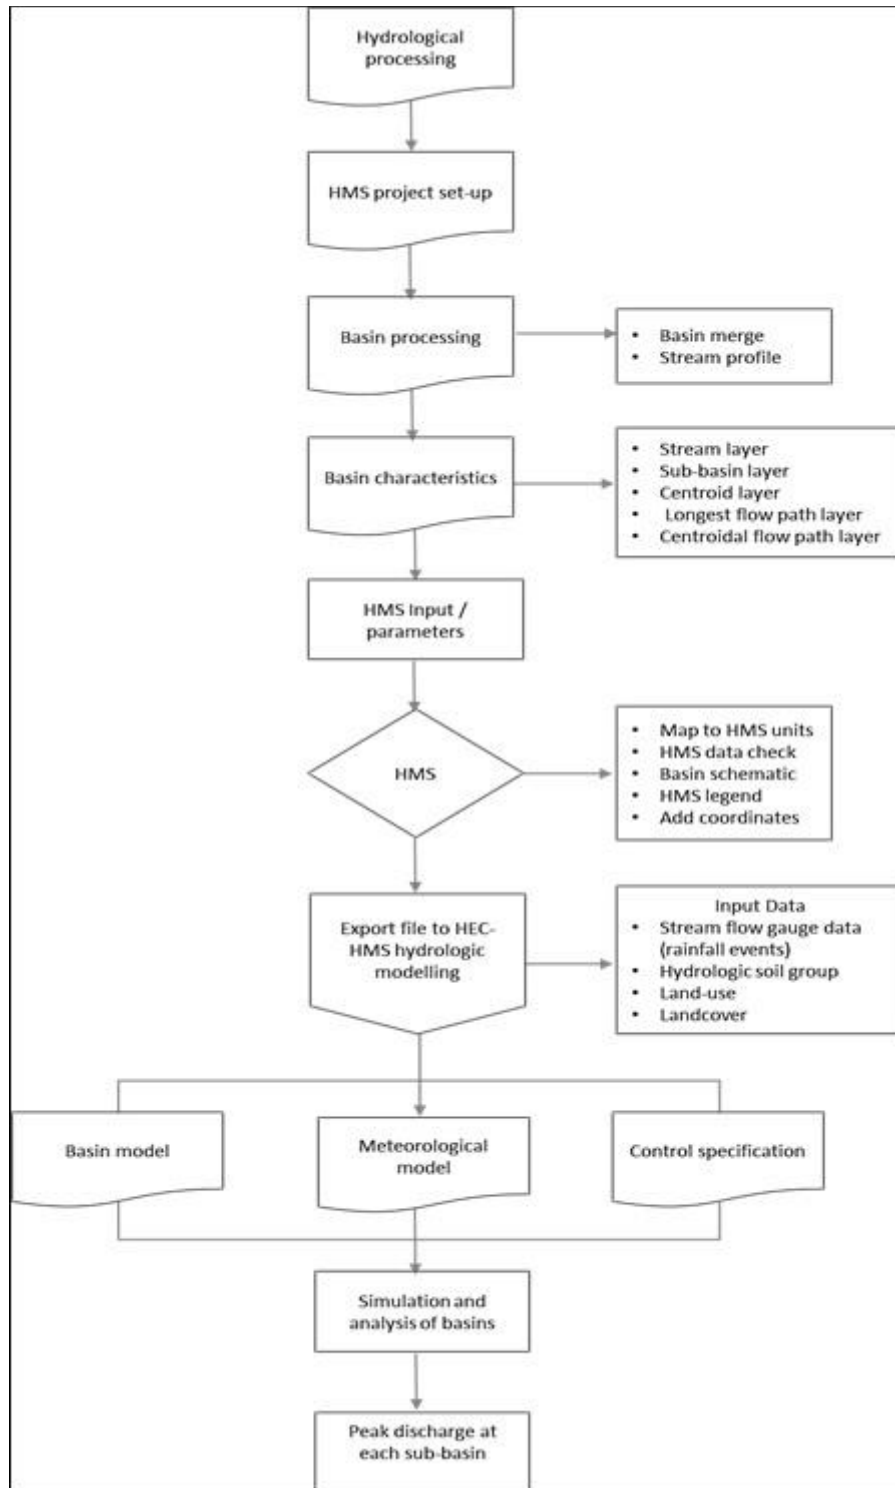 Hydrological
processing
HMS project set-up
Basin processing
• Basin merge
• Stream profile
Basin characteristics
• Stream layer
• Sub-basin layer
• Centroid layer
• Longest flow path layer
• Centroidal flow path layer
HMS Input /
parameters
HMS
• Map to HMS units
• HMS data check
• Basin schematic
• HMS legend
• Add coordinates
Export file to HEC-
HMS hydrologic
modelling
Input Data
• Stream flow gauge data
(rainfall events)
• Hydrologic soil group
• Land-use
• Landcover
Basin model
Meteorological
model
Control specification
Simulation and
analysis of basins
Peak discharge at
each sub-basin